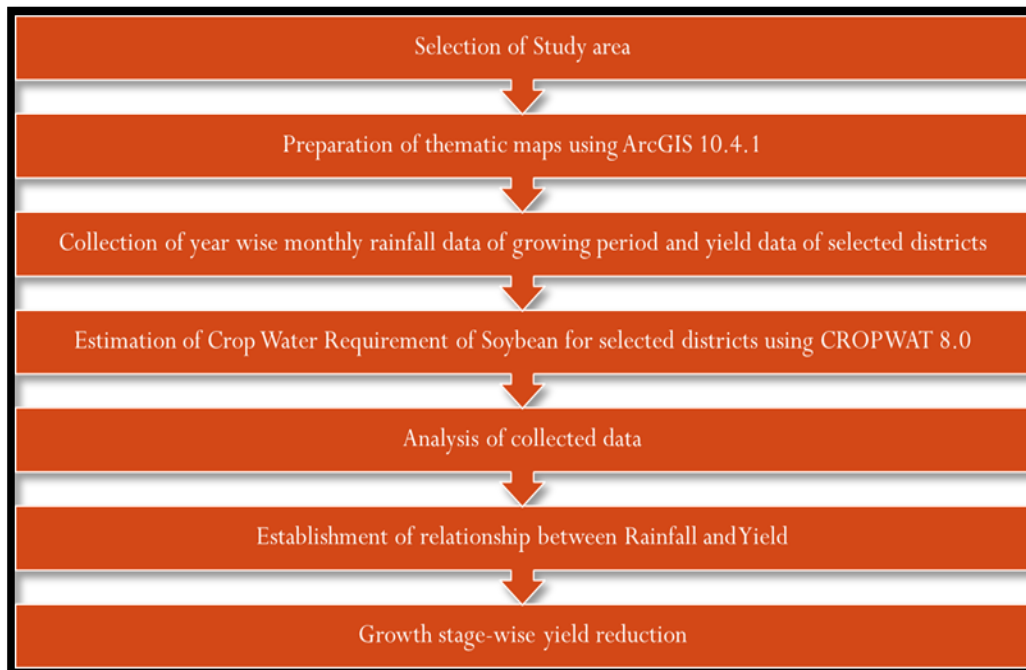 Selection of Study area
Preparation of thematic maps using ArcGIS 10.4.1
Collection of year wise monthly rainfall data of growing period and yield data of selected districts
Estimation of Crop Water Requirement of Soybean for selected districts using CROPWAT 8.0
Analysis of collected data
Establishment of relationship between Rainfall and Yield
Growth stage-wise yield reduction